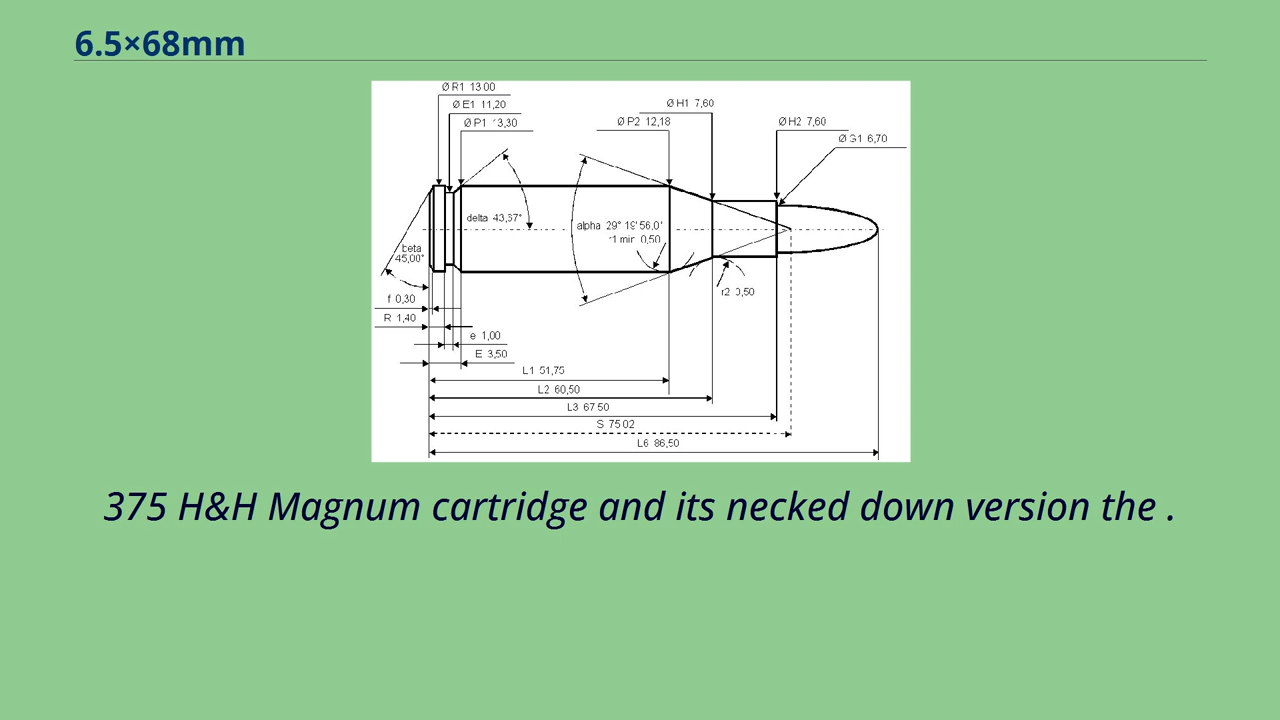 6.5×68mm
Ø R1 13 00
Ø E1 11,20
Ø P1 13,30
Ø P2 12,18
Ø H1 7,60
Ø H2 7,60
Ø G1 6,70
delta 43,37°
alpha 29° 19' 56.0'
r1 min 0,50
beta
45,00°
r2 0,50
f 0,30
R 1,40
e 1,00
E 3,50
L1 51,75
L2 60,50
L3 67 50
S 75 02
L6 86,50
375 H&H Magnum cartridge and its necked down version the .